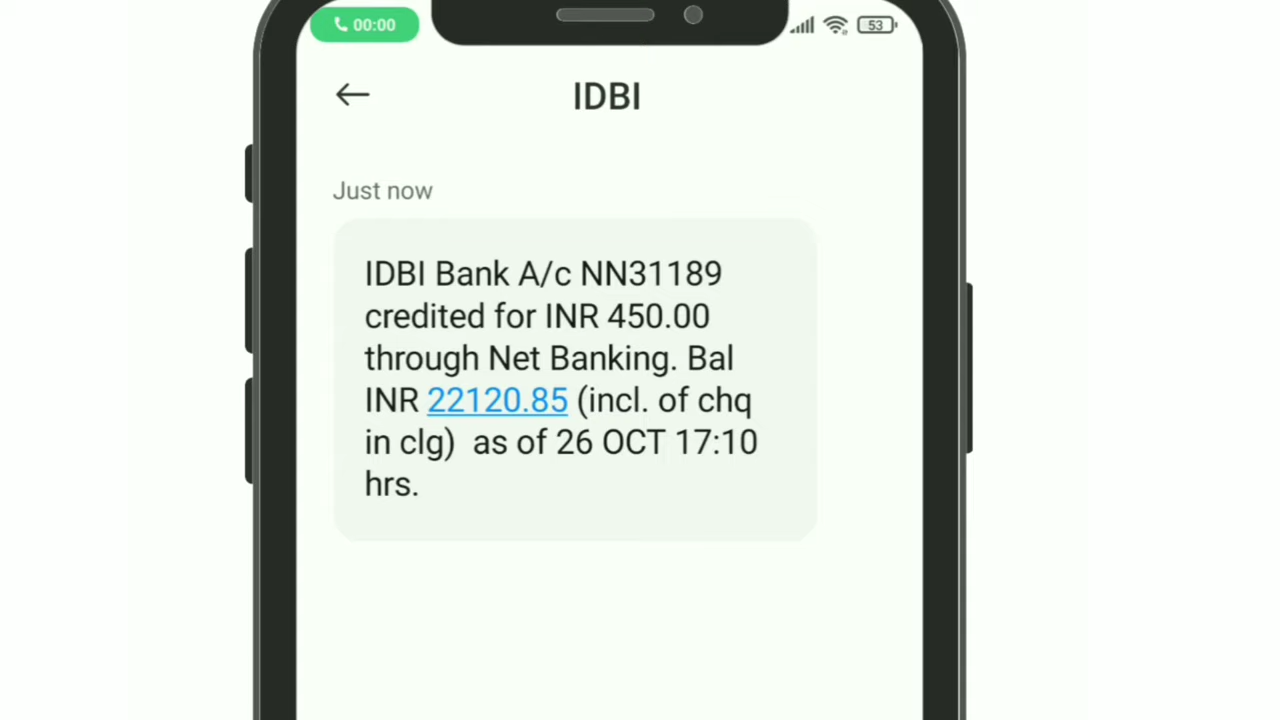 00:00
53
IDBI
Just now
IDBI Bank A/c NN31189
credited for INR 450.00
through Net Banking. Bal
INR 22120.85 (incl. of chq
in clg)  as of 26 OCT 17:10
hrs.